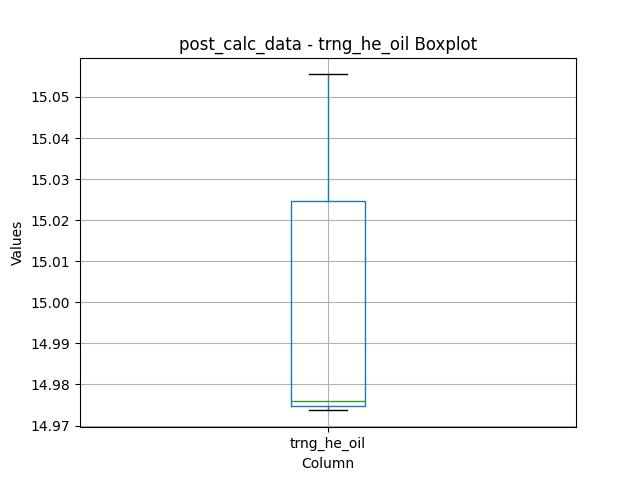 post_calc_data - trng_he_oil Boxplot
15.05
15.04
15.03
15.02
15.01
15.00
14.99
14.98
14.97
Values
trng_he_oil
Column